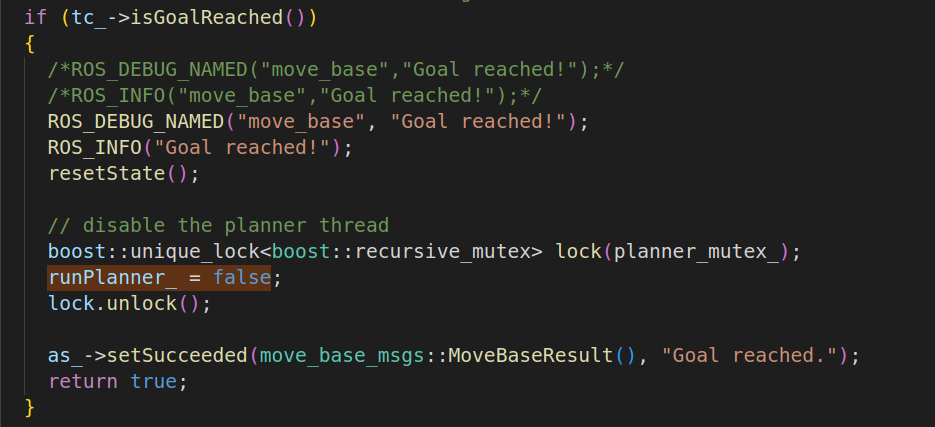 if (tc_->isGoalReached())
{
/*ROS_DEBUG_NAMED("move_base","Goal reached!");*/
/*ROS_INFO("move_base","Goal reached!");*/
ROS_DEBUG_NAMED("move_base", "Goal reached!");
ROS_INFO("Goal reached!");
resetState();
// disable the planner thread
boost::unique_lock<boost::recursive_mutex> lock(planner_mutex_);
runPlanner_ = false;
lock.unlock();
as_->setSucceeded(move_base_msgs::MoveBaseResult(), "Goal reached.");
return true;
}